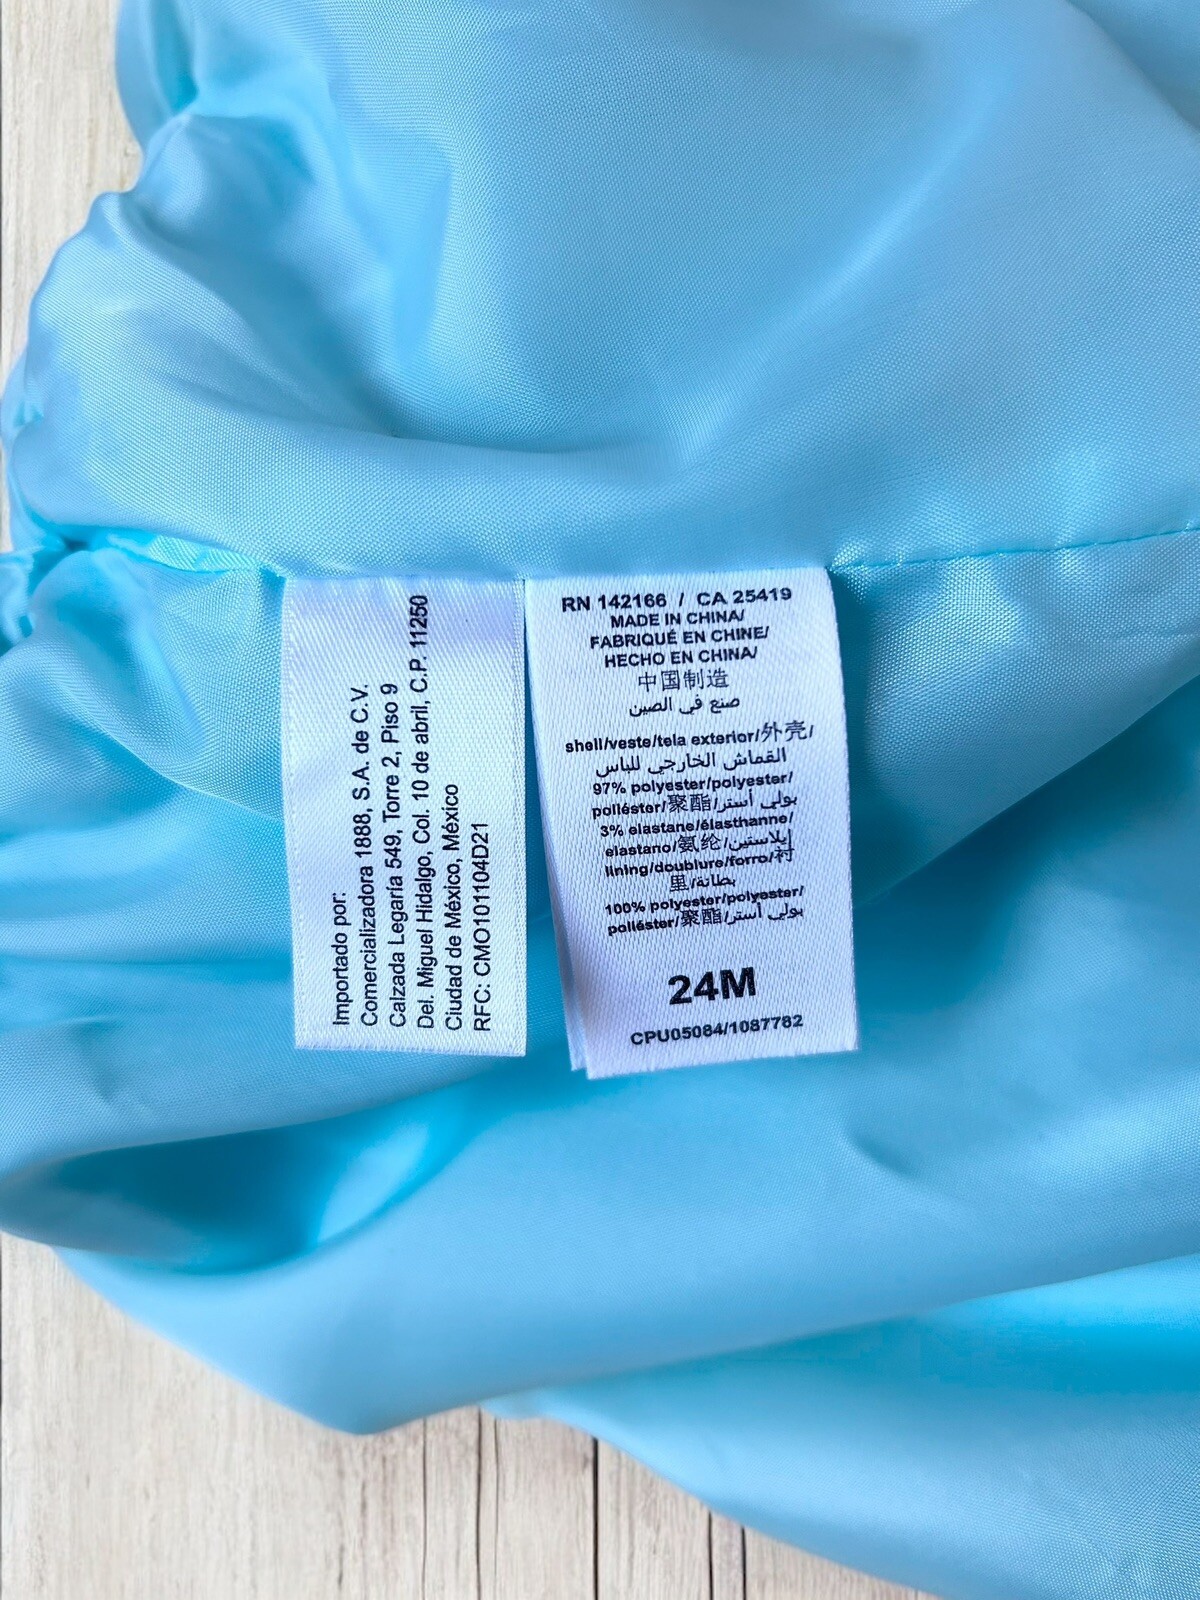 Importado por:
Comercializadora 1888, S.A. de C.V.
Calzada Legaría 549, Torre 2, Piso 9
Del. Miguel Hidalgo, Col. 10 de abril, C.P. 11250
Ciudad de México, México
RFC: CMO101104D21
RN 142166 / CA 25419
MADE IN CHINA/
FABRIQUÉ EN CHINE/
HECHO EN CHINA/
中国制造
صنع في الصين
shell/veste/tela exterior/外壳/
القماش الخارجي للباس
97% polyester/polyester/
poliéster/聚酯/بولي أستر
3% elastane/élasthanne/
elastano/氨纶/إيلاستين
lining/doublure/forro/衬
里/بطانة
100% polyester/polyester/
poliéster/聚酯/بولي أستر
24M
CPU05084/1087782